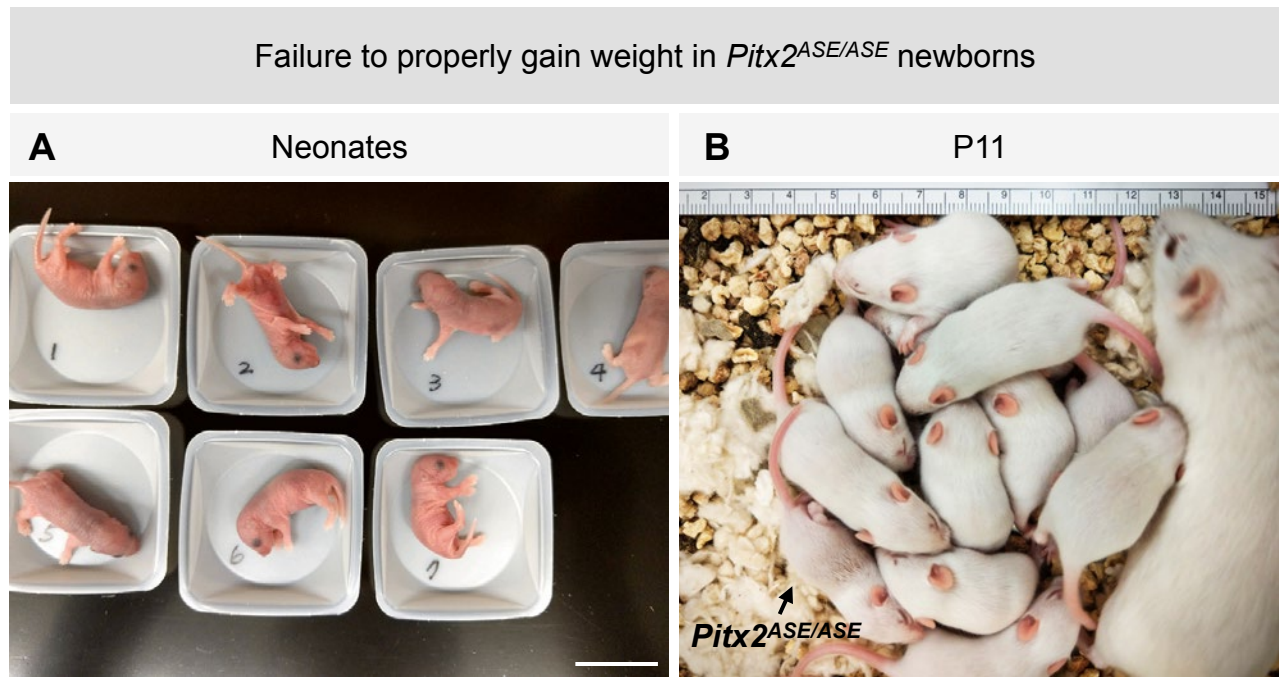 Failure to properly gain weight in Pitx2ASE/ASE newborns
A Neonates
B P11
1
2
3
4
5
6
7
2 3 4 5 6 7 8 9 10 11 12 13 14 15
Pitx2ASE/ASE